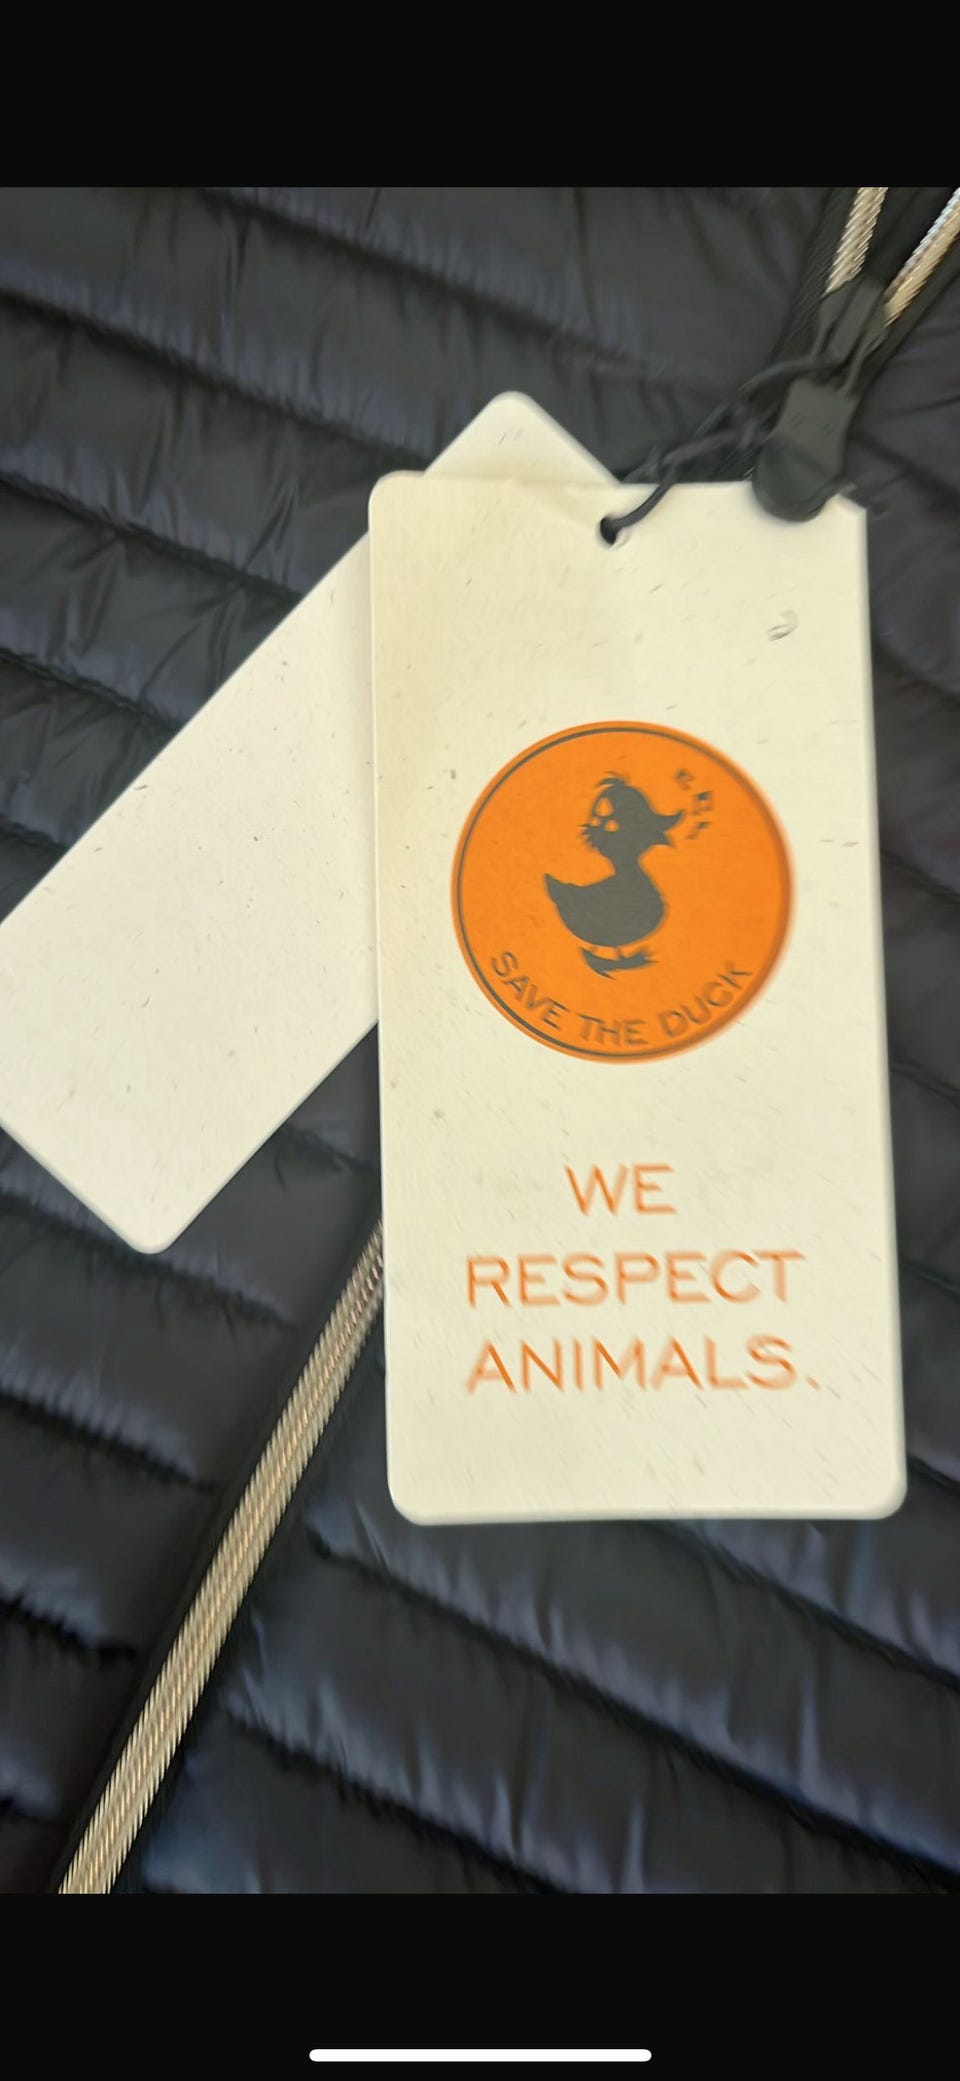 SAVE THE DUCK
WE
RESPECT
ANIMALS.